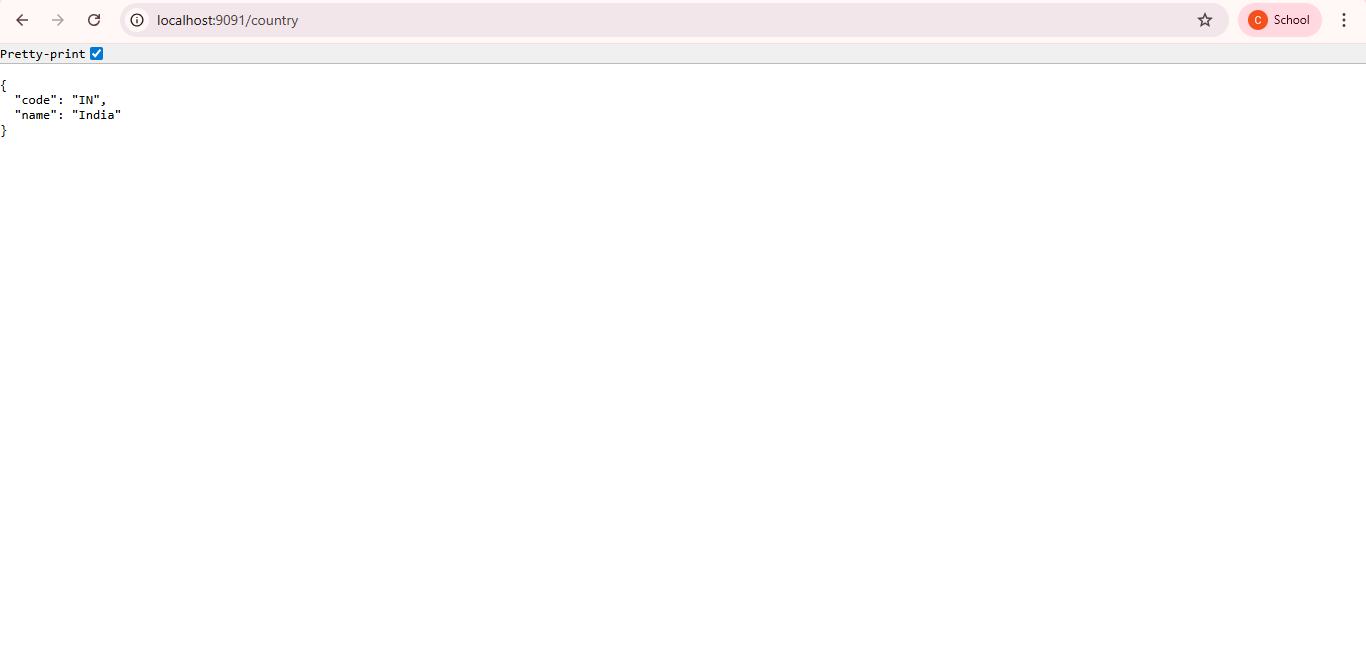 localhost:9091/country
C School
Pretty-print
{
  "code": "IN",
  "name": "India"
}